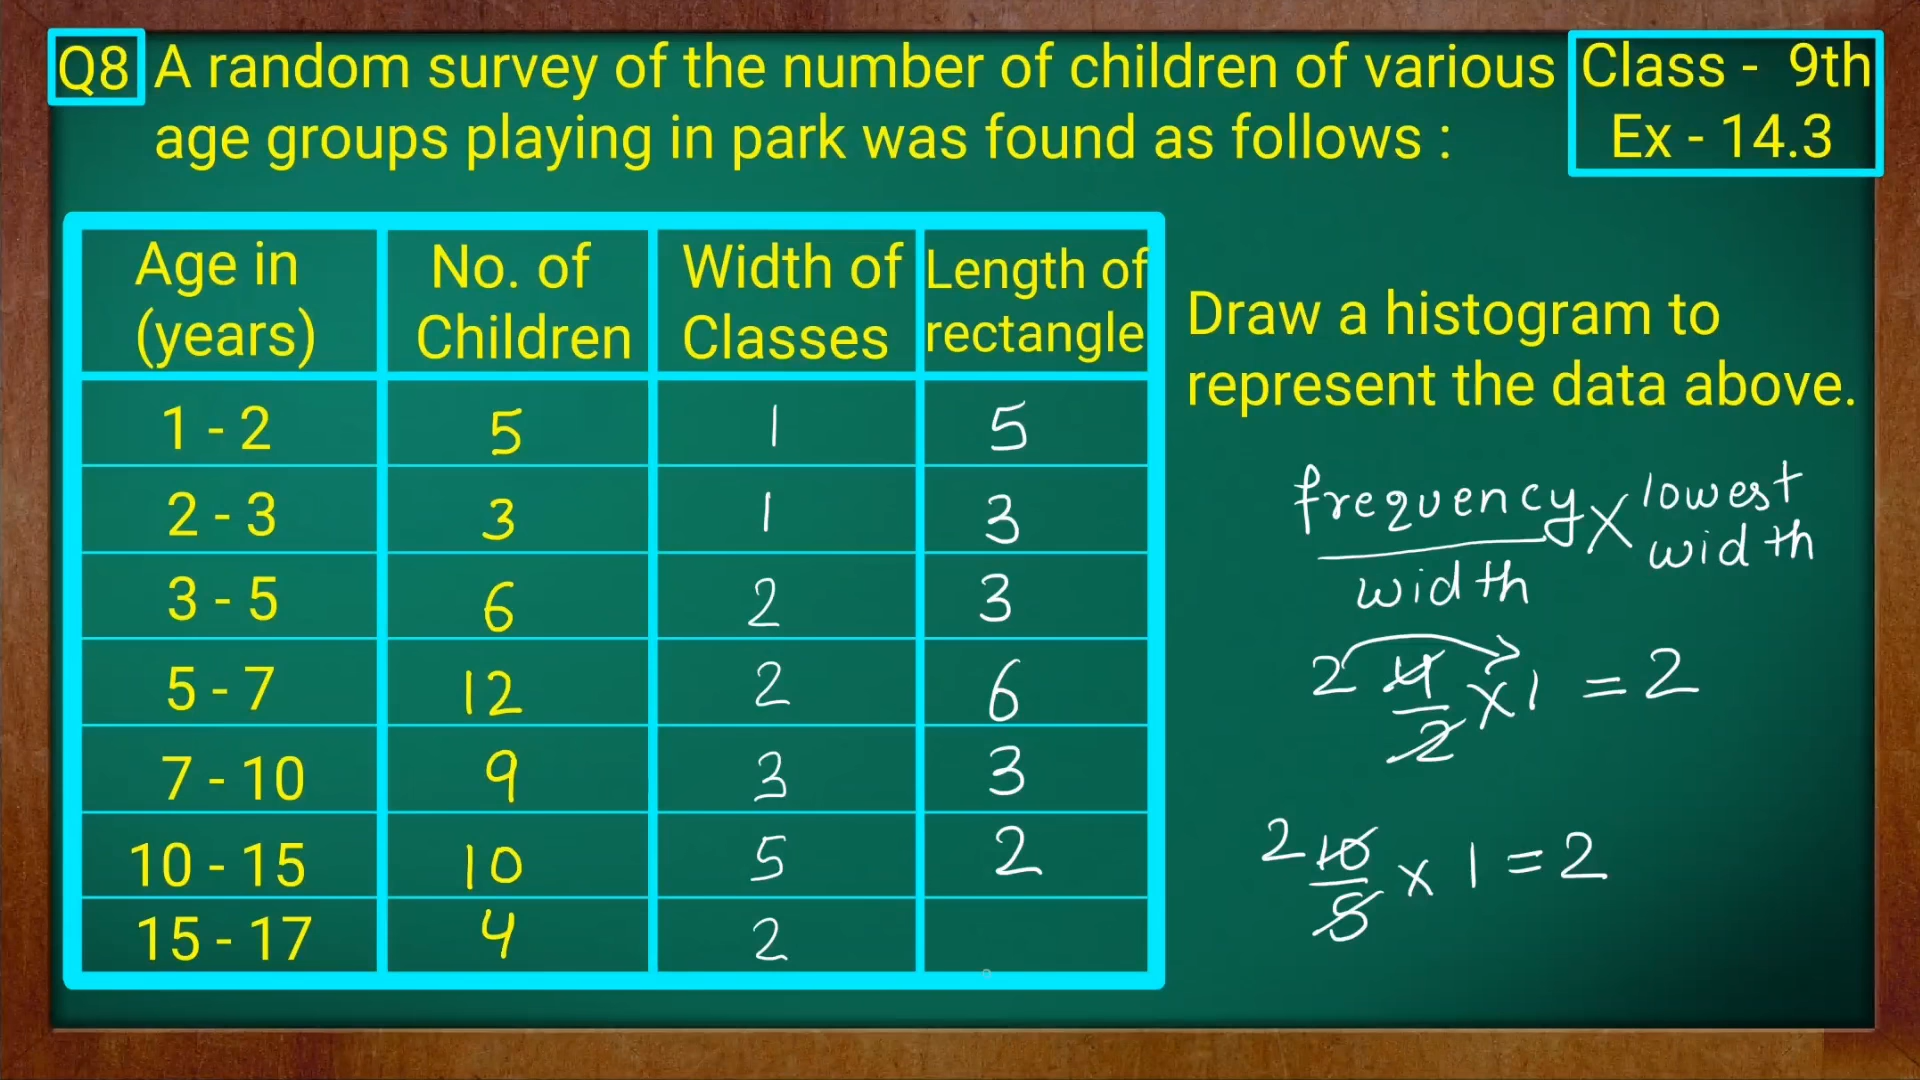 Q8 A random survey of the number of children of various
age groups playing in park was found as follows :
Class - 9th
Ex - 14.3
Age in (years) No. of Children Width of Classes Length of rectangle
1 - 2 5 1 5
2 - 3 3 1 3
3 - 5 6 2 3
5 - 7 12 2 6
7 - 10 9 3 3
10 - 15 10 5 2
15 - 17 4 2
Draw a histogram to
represent the data above.
frequency × lowest width
width
2 4 × 1 = 2
2
2 10 × 1 = 2
5